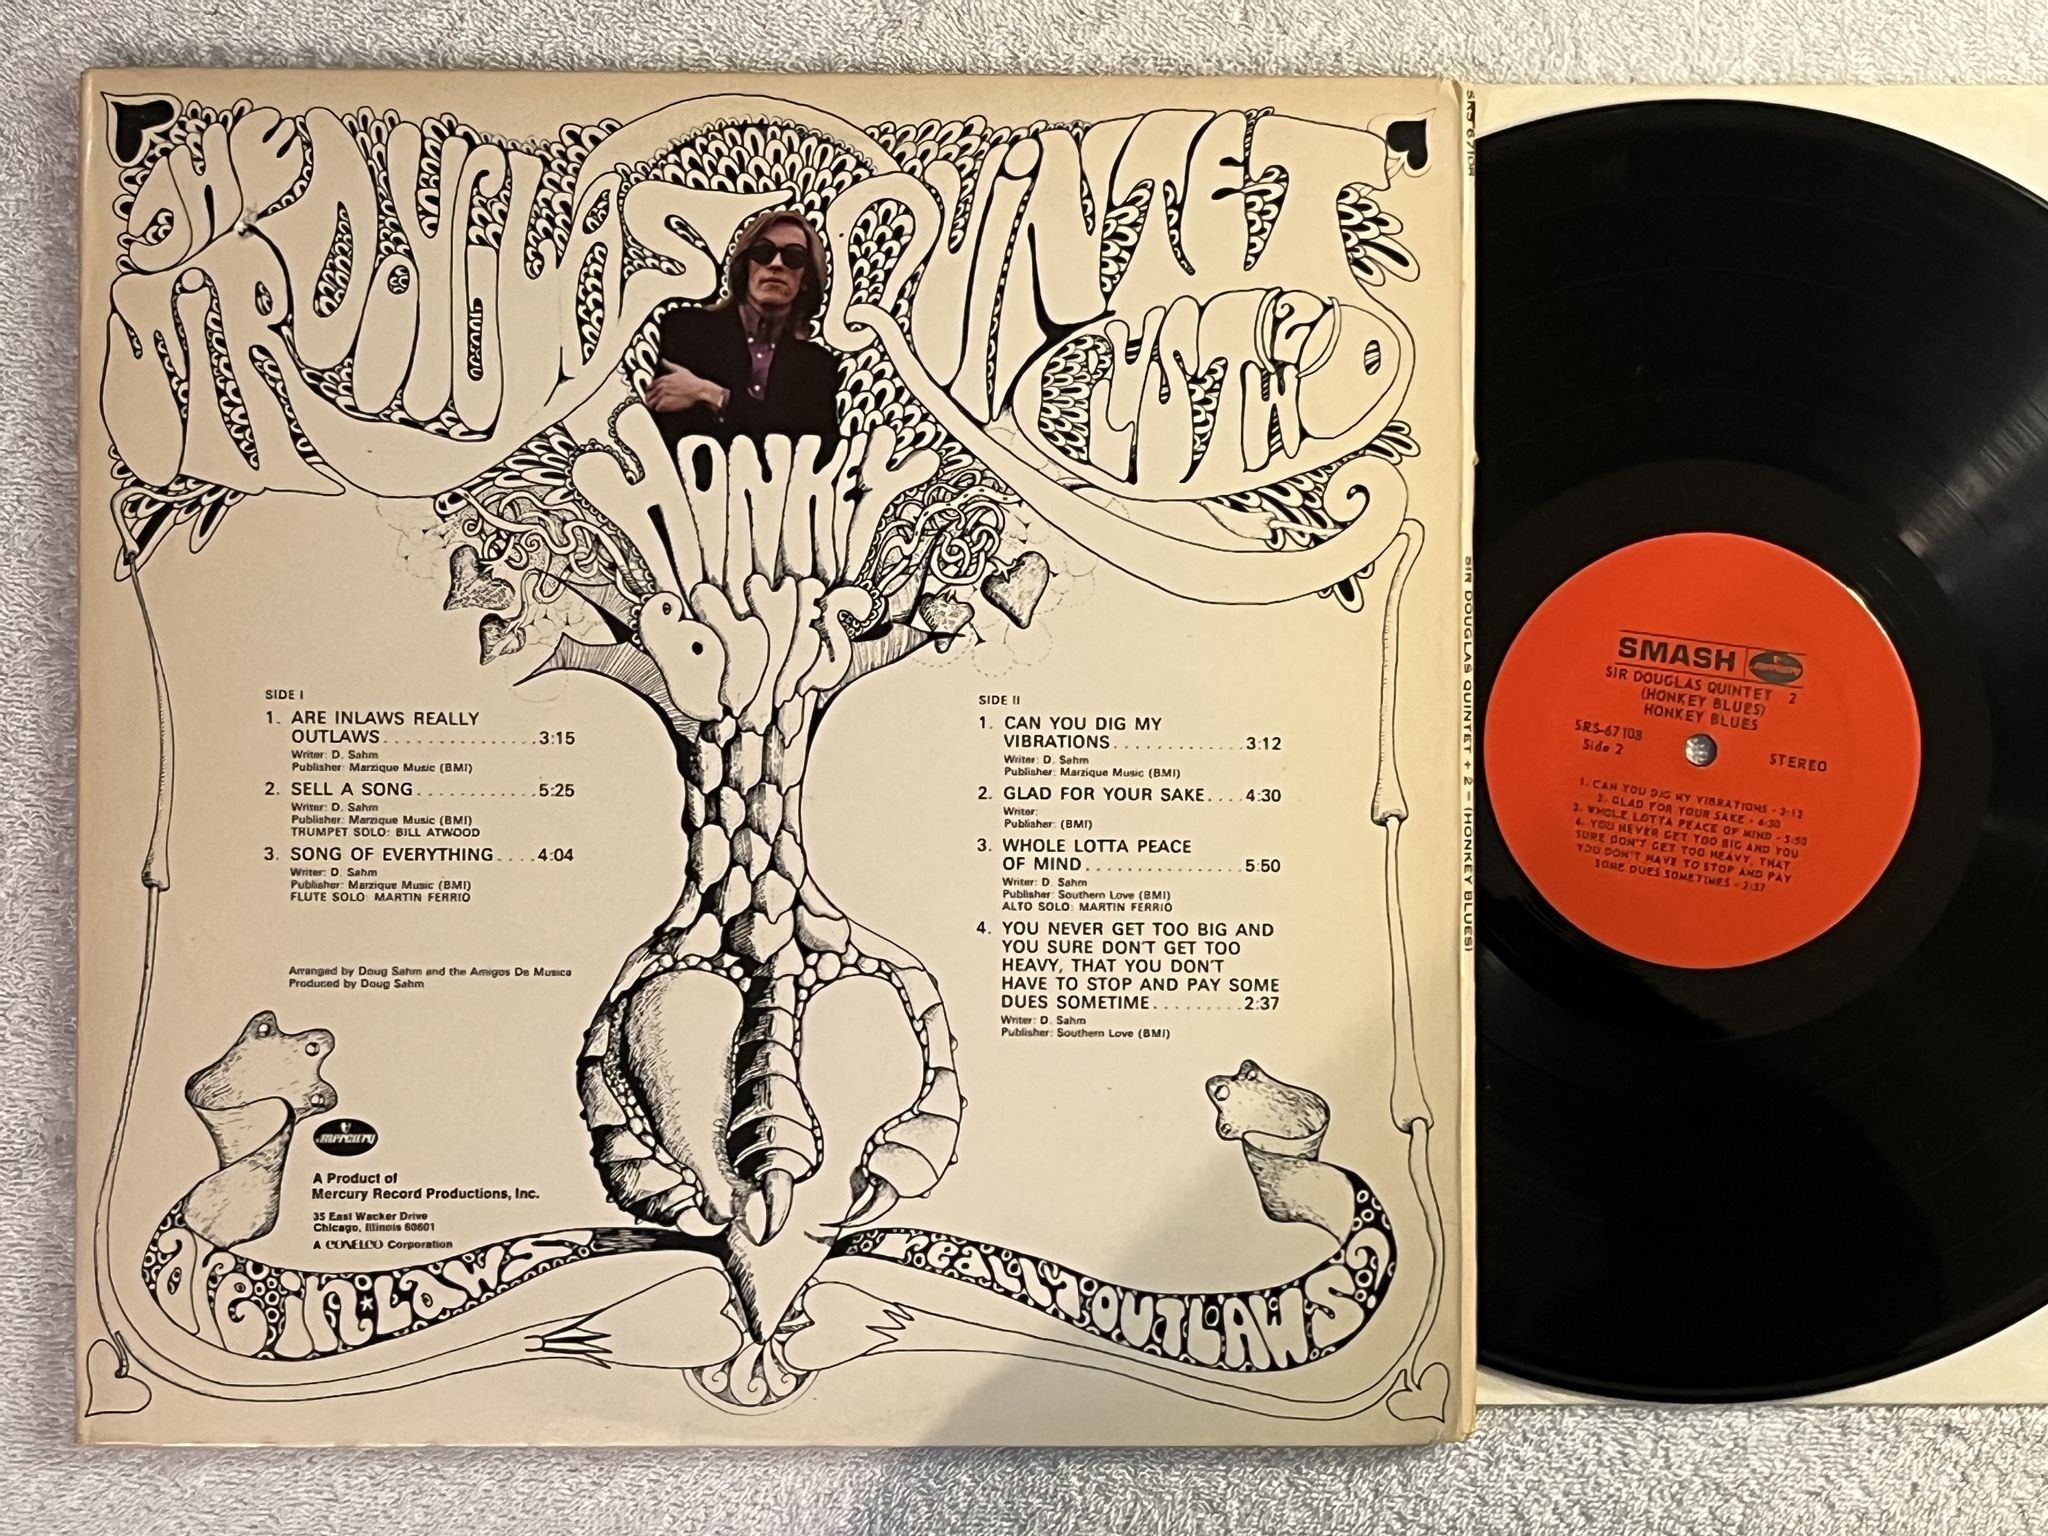 THE
SIR DOUGLAS QUINTET
PLUS TWO
(2)
HONKEY
BLUES
SIDE I
1. ARE INLAWS REALLY
OUTLAWS...............3:15
Writer: D. Sahm
Publisher: Marzique Music (BMI)
2. SELL A SONG............5:25
Writer: D. Sahm
Publisher: Marzique Music (BMI)
TRUMPET SOLO: BILL ATWOOD
3. SONG OF EVERYTHING....4:04
Writer: D. Sahm
Publisher: Marzique Music (BMI)
FLUTE SOLO: MARTIN FERRIO
Arranged by Doug Sahm and the Amigos De Musica
Produced by Doug Sahm
SIDE II
1. CAN YOU DIG MY
VIBRATIONS.............3:12
Writer: D. Sahm
Publisher: Marzique Music (BMI)
2. GLAD FOR YOUR SAKE....4:30
Writer:
Publisher: (BMI)
3. WHOLE LOTTA PEACE
OF MIND................5:50
Writer: D. Sahm
Publisher: Southern Love (BMI)
ALTO SOLO: MARTIN FERRIO
4. YOU NEVER GET TOO BIG AND
YOU SURE DON'T GET TOO
HEAVY, THAT YOU DON'T
HAVE TO STOP AND PAY SOME
DUES SOMETIME.........2:37
Writer: D. Sahm
Publisher: Southern Love (BMI)
mercury
A Product of
Mercury Record Productions, Inc.
35 East Wacker Drive
Chicago, Illinois 60601
A CONELCO Corporation
are in*laws really outlaws?
SRS 67108
SIR DOUGLAS QUINTET + 2 – (HONKEY BLUES)
SMASH mercury
SIR DOUGLAS QUINTET 2
(HONKEY BLUES)
HONKEY BLUES
SRS-67108
Side 2
STEREO
1. CAN YOU DIG MY VIBRATIONS - 3:12
2. GLAD FOR YOUR SAKE - 4:30
3. WHOLE LOTTA PEACE OF MIND - 5:50
4. YOU NEVER GET TOO BIG AND YOU
SURE DON'T GET TOO HEAVY, THAT
YOU DON'T HAVE TO STOP AND PAY
SOME DUES SOMETIMES - 2:37